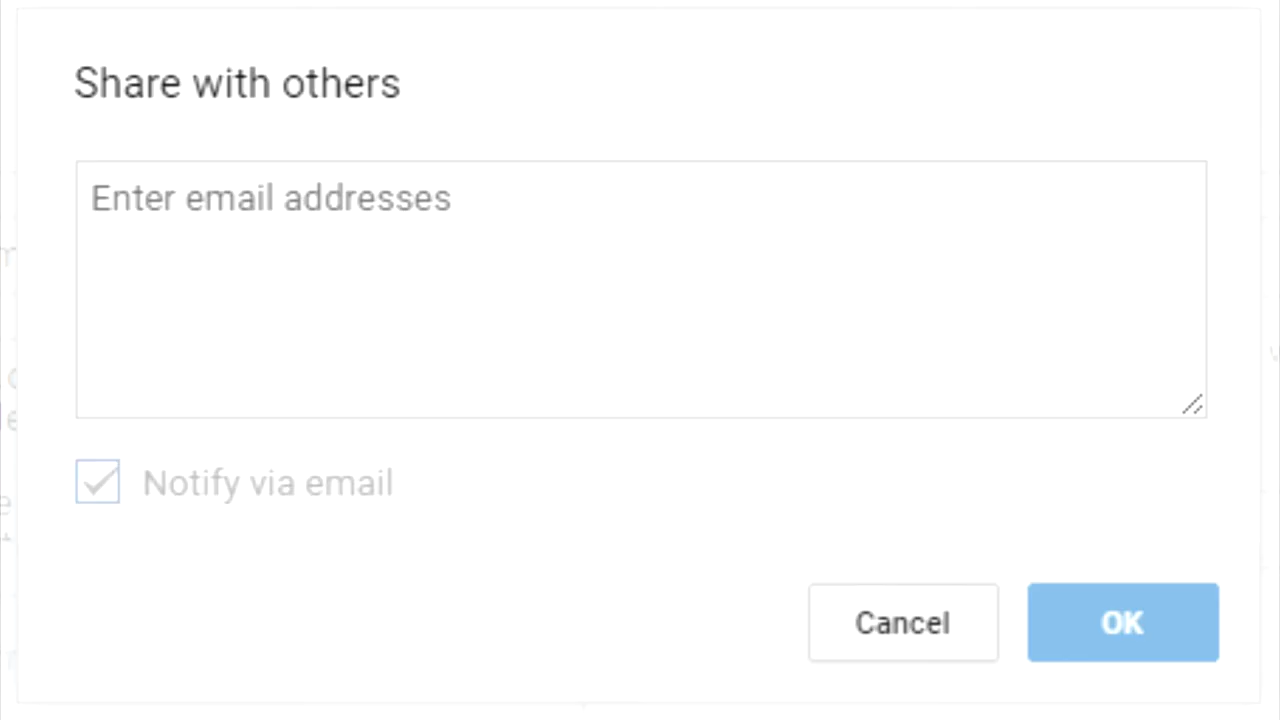 Share with others
Enter email addresses
Notify via email
Cancel
OK